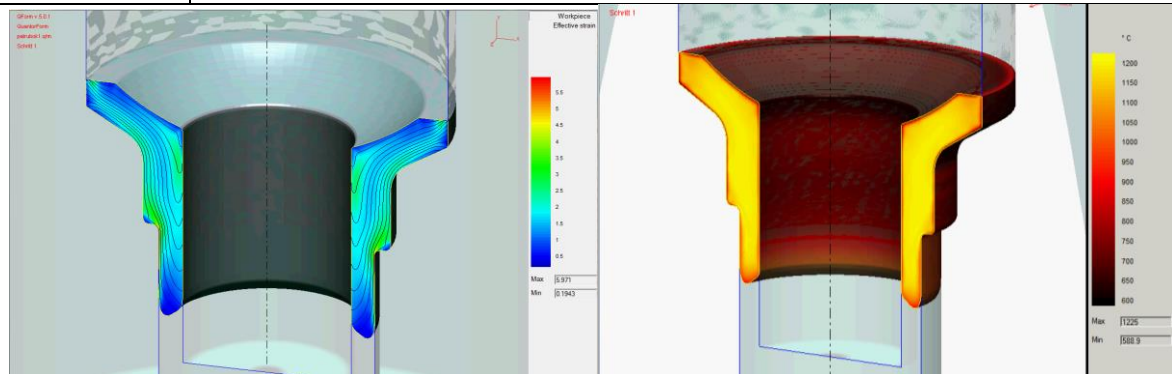 QForm v 5.0.1
QuantorForm
patrubok1.qfm
Schritt 1
Workpiece
Effective strain
5.5
5
4.5
4
3.5
3
2.5
2
1.5
1
0.5
Max 5.971
Min 0.1943
Schritt 1
° C
1200
1150
1100
1050
1000
950
900
850
800
750
700
650
600
Max 1225
Min 588.9